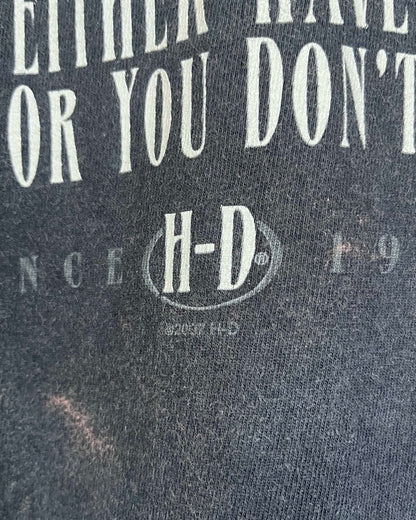 EITHER HAVE
OR YOU DON'T
NCE H-D® 19
©2007 H-D